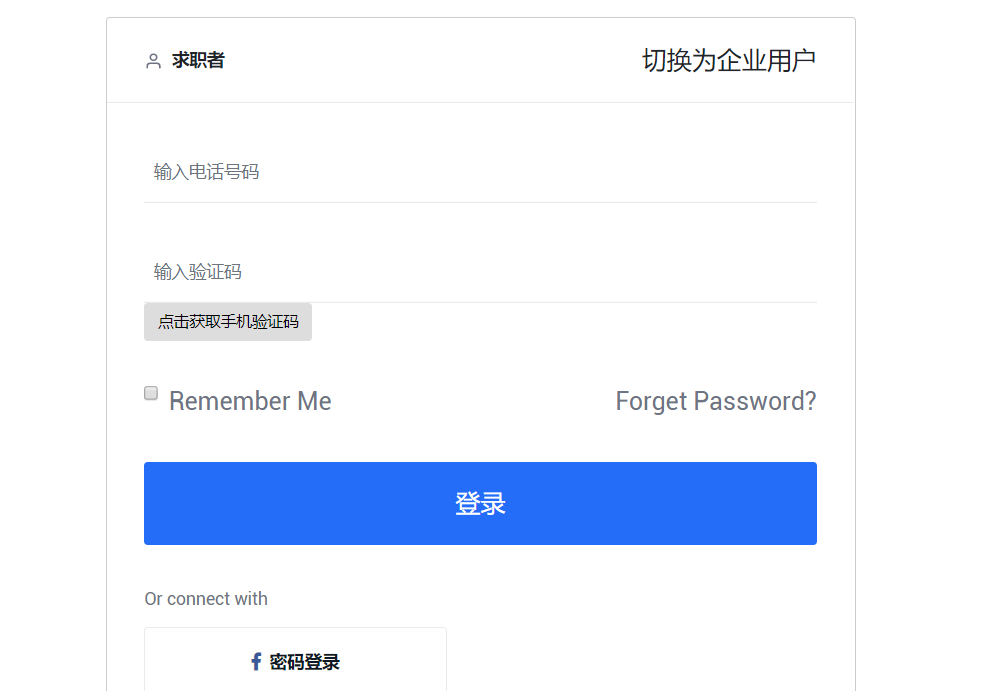 求职者
切换为企业用户
输入电话号码
输入验证码
点击获取手机验证码
Remember Me
Forget Password?
登录
Or connect with
密码登录